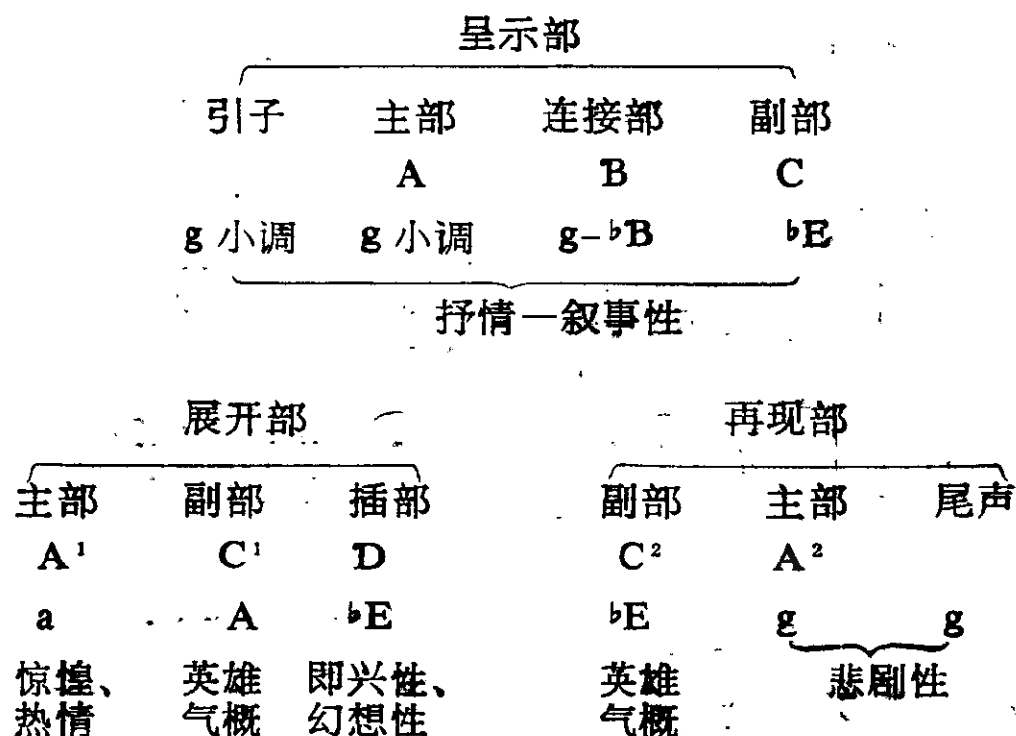 呈示部
引子 主部 连接部 副部
A B C
g 小调 g 小调 g–♭B ♭E
抒情—叙事性
展开部 再现部
主部 副部 插部 副部 主部 尾声
A¹ C¹ D C² A²
a A ♭E ♭E g g
惊惶、 英雄 即兴性、 英雄 悲剧性
热情 气概 幻想性 气概